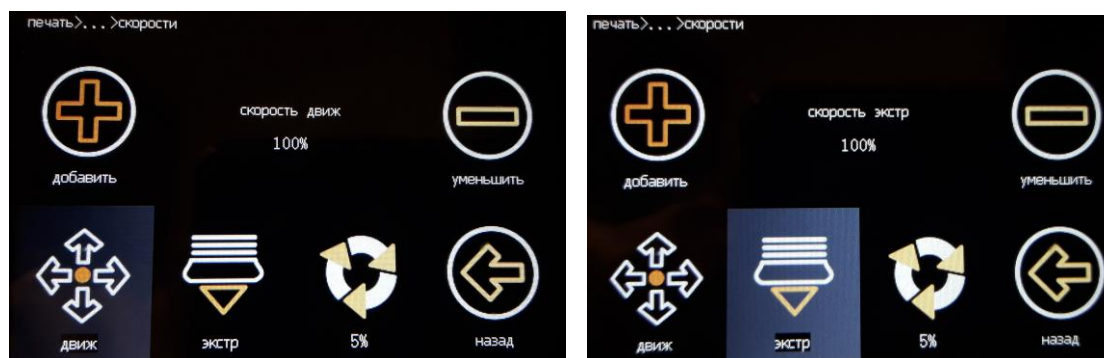 печать>...>скорости
скорость движ
100%
добавить
уменьшить
движ
экстр
5%
назад
печать>...>скорости
скорость экстр
100%
добавить
уменьшить
движ
экстр
5%
назад